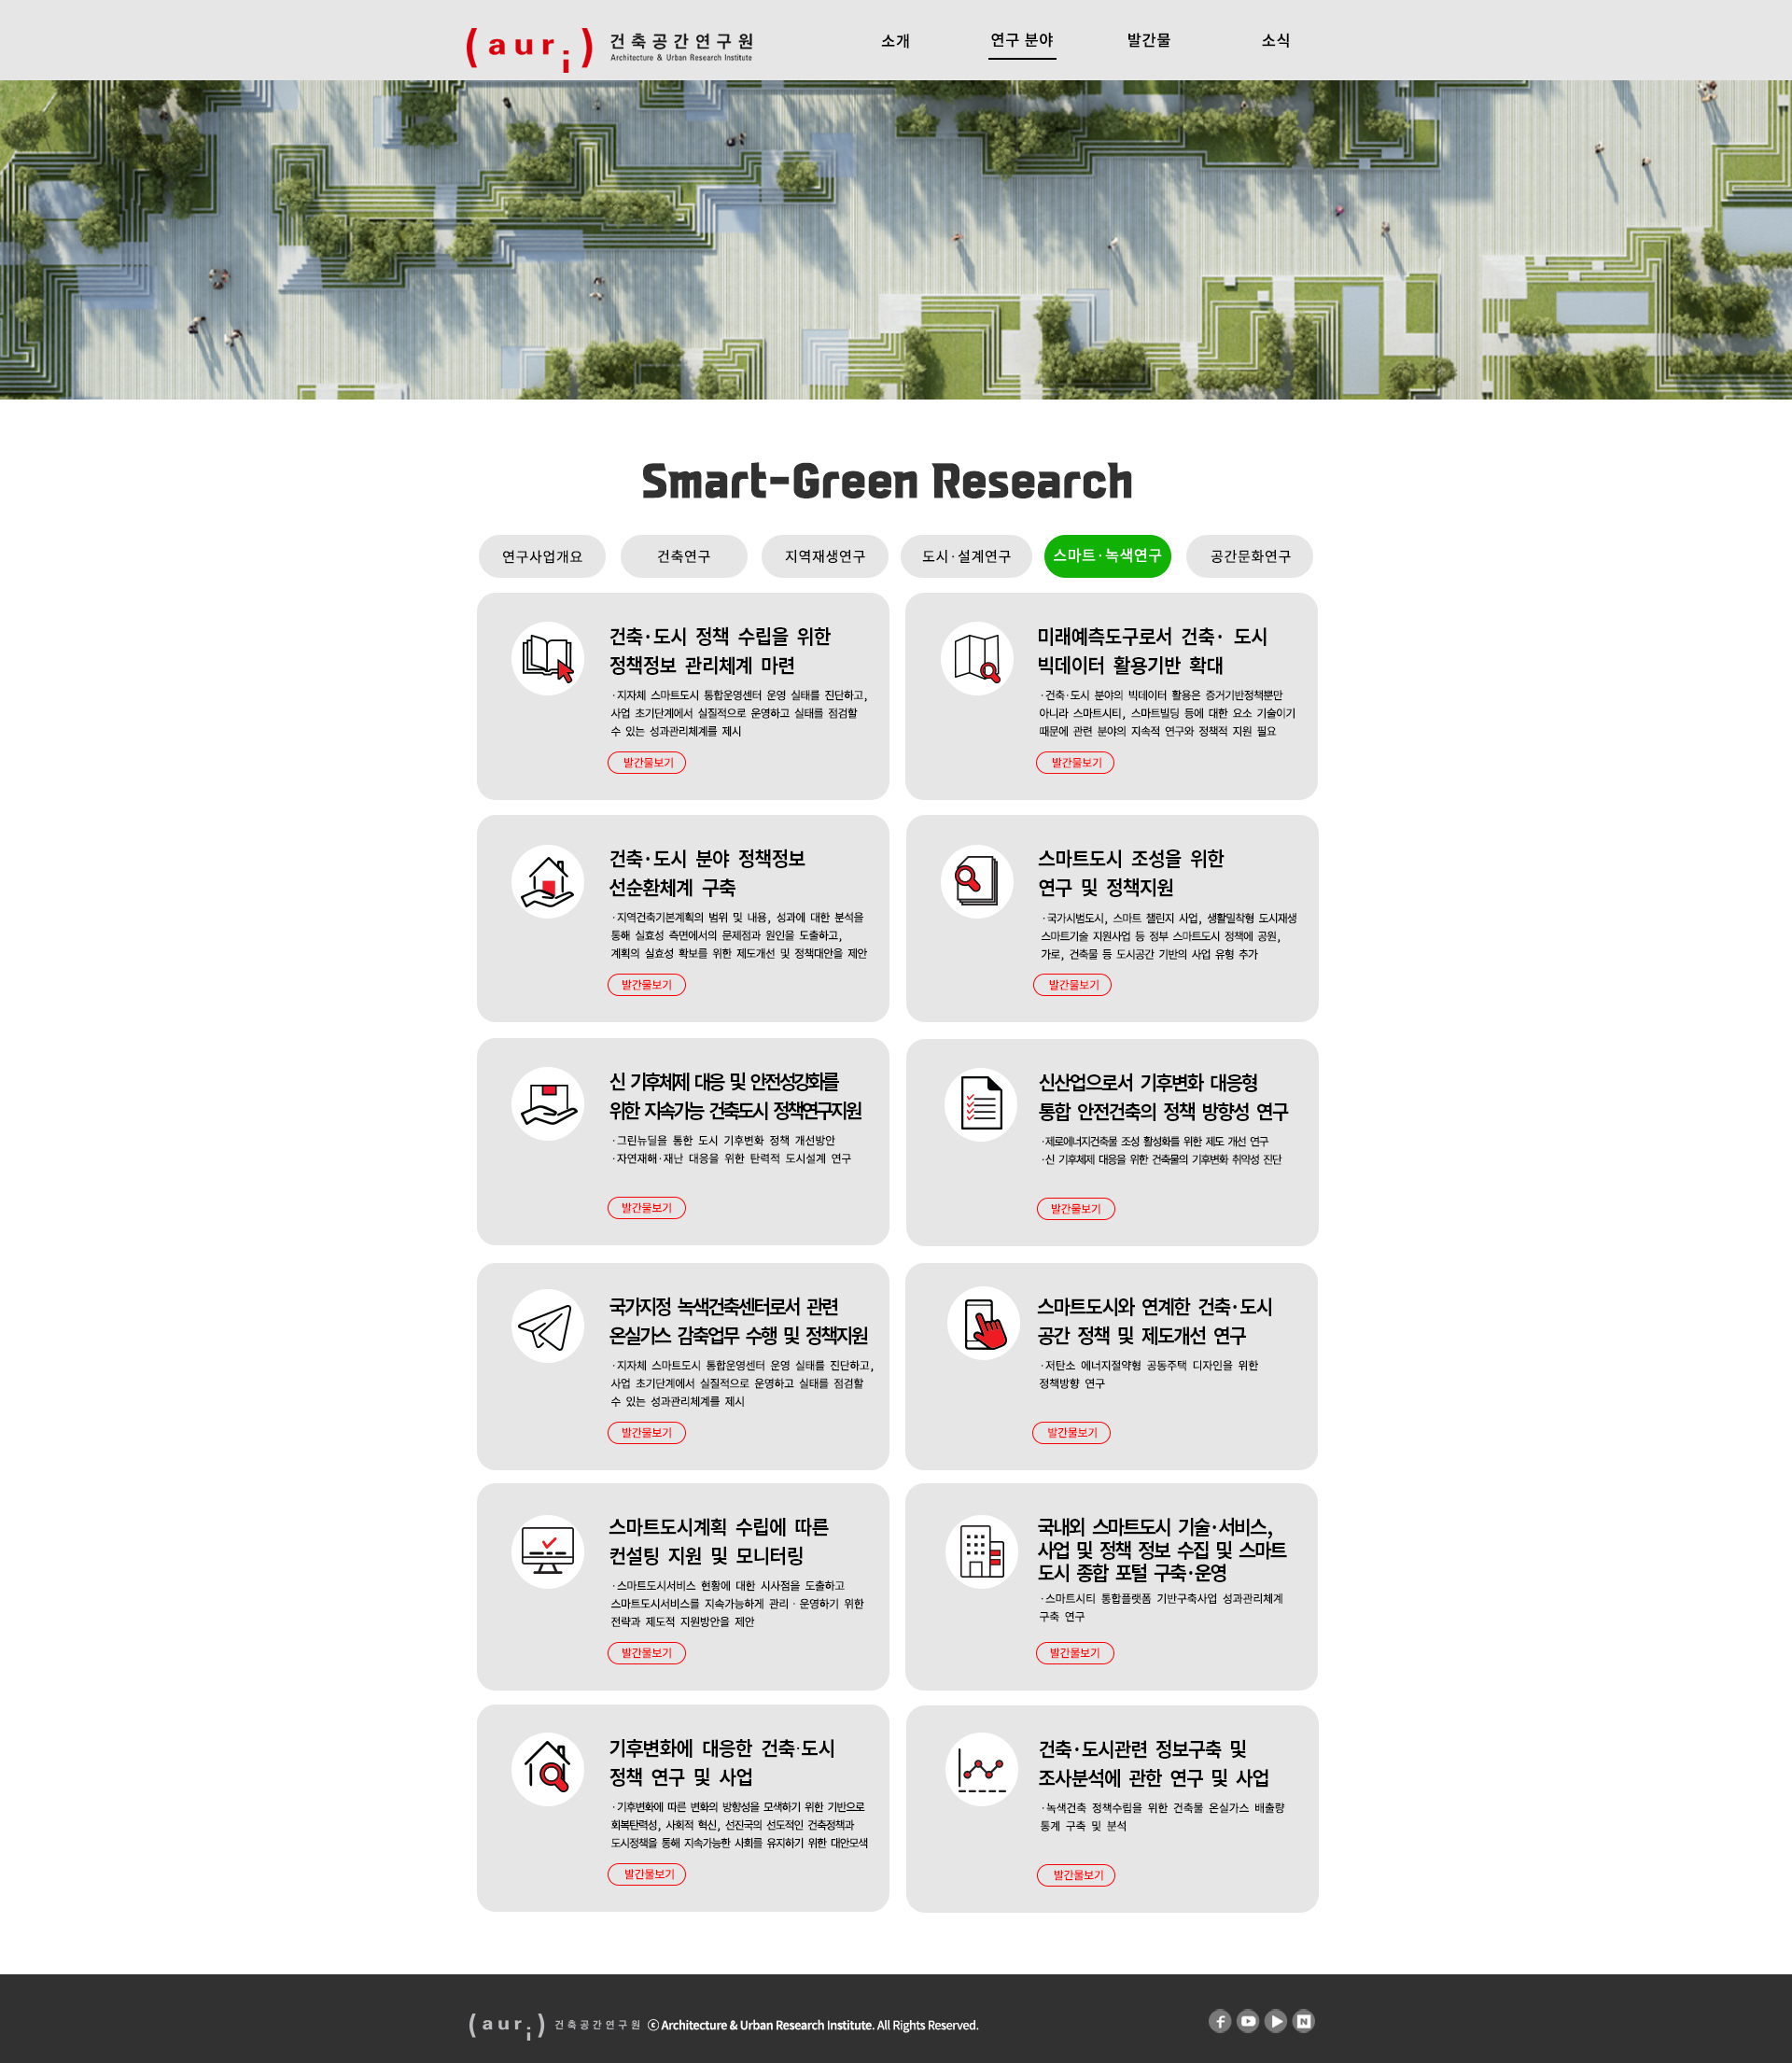 (auri) 건축공간연구원
Architecture & Urban Research Institute
소개
연구 분야
발간물
소식
Smart-Green Research
연구사업개요
건축연구
지역재생연구
도시·설계연구
스마트·녹색연구
공간문화연구
건축·도시 정책 수립을 위한
정책정보 관리체계 마련
·지자체 스마트도시 통합운영센터 운영 실태를 진단하고,
사업 초기단계에서 실질적으로 운영하고 실태를 점검할
수 있는 성과관리체계를 제시
발간물보기
미래예측도구로서 건축· 도시
빅데이터 활용기반 확대
·건축·도시 분야의 빅데이터 활용은 증거기반정책뿐만
아니라 스마트시티, 스마트빌딩 등에 대한 요소 기술이기
때문에 관련 분야의 지속적 연구와 정책적 지원 필요
발간물보기
건축·도시 분야 정책정보
선순환체계 구축
·지역건축기본계획의 범위 및 내용, 성과에 대한 분석을
통해 실효성 측면에서의 문제점과 원인을 도출하고,
계획의 실효성 확보를 위한 제도개선 및 정책대안을 제안
발간물보기
스마트도시 조성을 위한
연구 및 정책지원
·국가시범도시, 스마트 챌린지 사업, 생활밀착형 도시재생
스마트기술 지원사업 등 정부 스마트도시 정책에 공원,
가로, 건축물 등 도시공간 기반의 사업 유형 추가
발간물보기
신 기후체제 대응 및 안전성강화를
위한 지속가능 건축도시 정책연구지원
·그린뉴딜을 통한 도시 기후변화 정책 개선방안
·자연재해·재난 대응을 위한 탄력적 도시설계 연구
발간물보기
신산업으로서 기후변화 대응형
통합 안전건축의 정책 방향성 연구
·제로에너지건축물 조성 활성화를 위한 제도 개선 연구
·신 기후체제 대응을 위한 건축물의 기후변화 취약성 진단
발간물보기
국가지정 녹색건축센터로서 관련
온실가스 감축업무 수행 및 정책지원
·지자체 스마트도시 통합운영센터 운영 실태를 진단하고,
사업 초기단계에서 실질적으로 운영하고 실태를 점검할
수 있는 성과관리체계를 제시
발간물보기
스마트도시와 연계한 건축·도시
공간 정책 및 제도개선 연구
·저탄소 에너지절약형 공동주택 디자인을 위한
정책방향 연구
발간물보기
스마트도시계획 수립에 따른
컨설팅 지원 및 모니터링
·스마트도시서비스 현황에 대한 시사점을 도출하고
스마트도시서비스를 지속가능하게 관리 · 운영하기 위한
전략과 제도적 지원방안을 제안
발간물보기
국내외 스마트도시 기술·서비스,
사업 및 정책 정보 수집 및 스마트
도시 종합 포털 구축·운영
·스마트시티 통합플랫폼 기반구축사업 성과관리체계
구축 연구
발간물보기
기후변화에 대응한 건축·도시
정책 연구 및 사업
·기후변화에 따른 변화의 방향성을 모색하기 위한 기반으로
회복탄력성, 사회적 혁신, 선진국의 선도적인 건축정책과
도시정책을 통해 지속가능한 사회를 유지하기 위한 대안모색
발간물보기
건축·도시관련 정보구축 및
조사분석에 관한 연구 및 사업
·녹색건축 정책수립을 위한 건축물 온실가스 배출량
통계 구축 및 분석
발간물보기
(auri) 건축공간연구원 ⓒ Architecture & Urban Research Institute. All Rights Reserved.